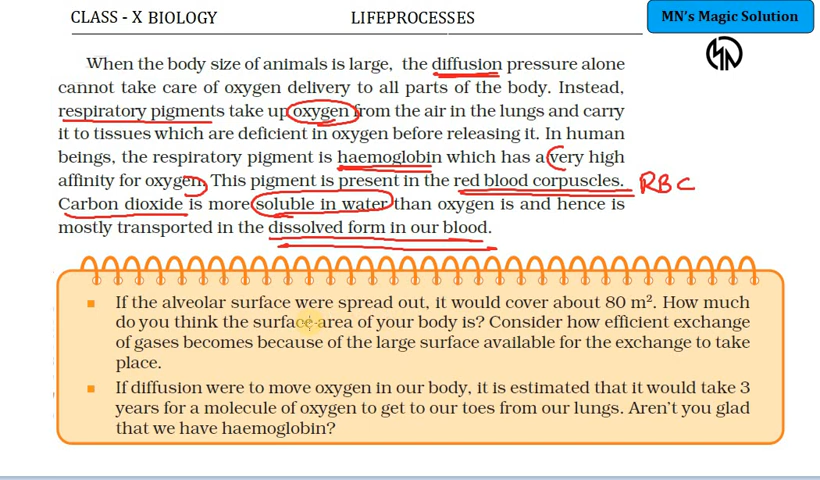 CLASS - X BIOLOGY
LIFEPROCESSES
MN's Magic Solution
When the body size of animals is large, the diffusion pressure alone
cannot take care of oxygen delivery to all parts of the body. Instead,
respiratory pigments take up oxygen from the air in the lungs and carry
it to tissues which are deficient in oxygen before releasing it. In human
beings, the respiratory pigment is haemoglobin which has a very high
affinity for oxygen. This pigment is present in the red blood corpuscles. RBC
Carbon dioxide is more soluble in water than oxygen is and hence is
mostly transported in the dissolved form in our blood.
▪ If the alveolar surface were spread out, it would cover about 80 m². How much
do you think the surface area of your body is? Consider how efficient exchange
of gases becomes because of the large surface available for the exchange to take
place.
▪ If diffusion were to move oxygen in our body, it is estimated that it would take 3
years for a molecule of oxygen to get to our toes from our lungs. Aren't you glad
that we have haemoglobin?